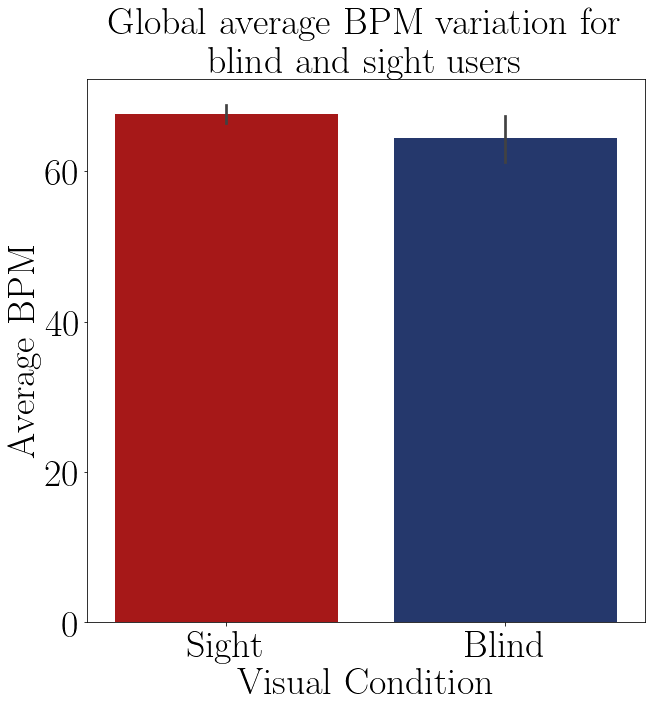 Global average BPM variation for
blind and sight users
Average BPM
60
40
20
0
Sight Blind
Visual Condition